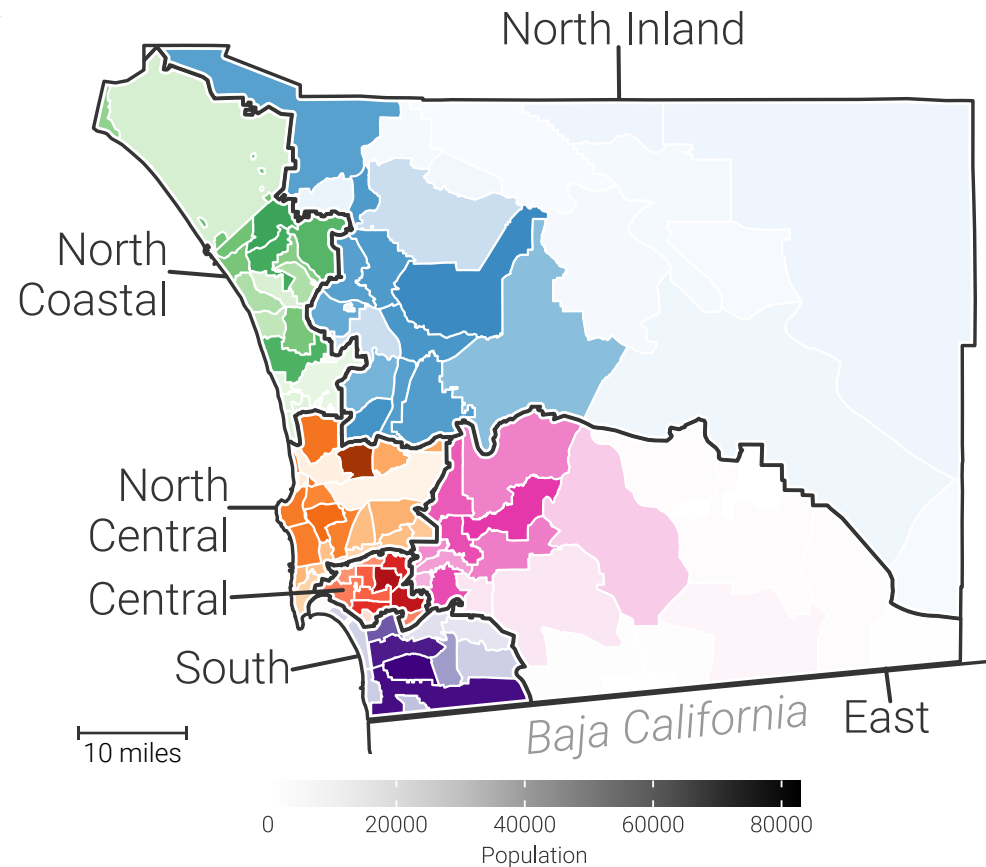 North Inland
North
Coastal
North
Central
Central
South
East
Baja California
10 miles
0 20000 40000 60000 80000
Population